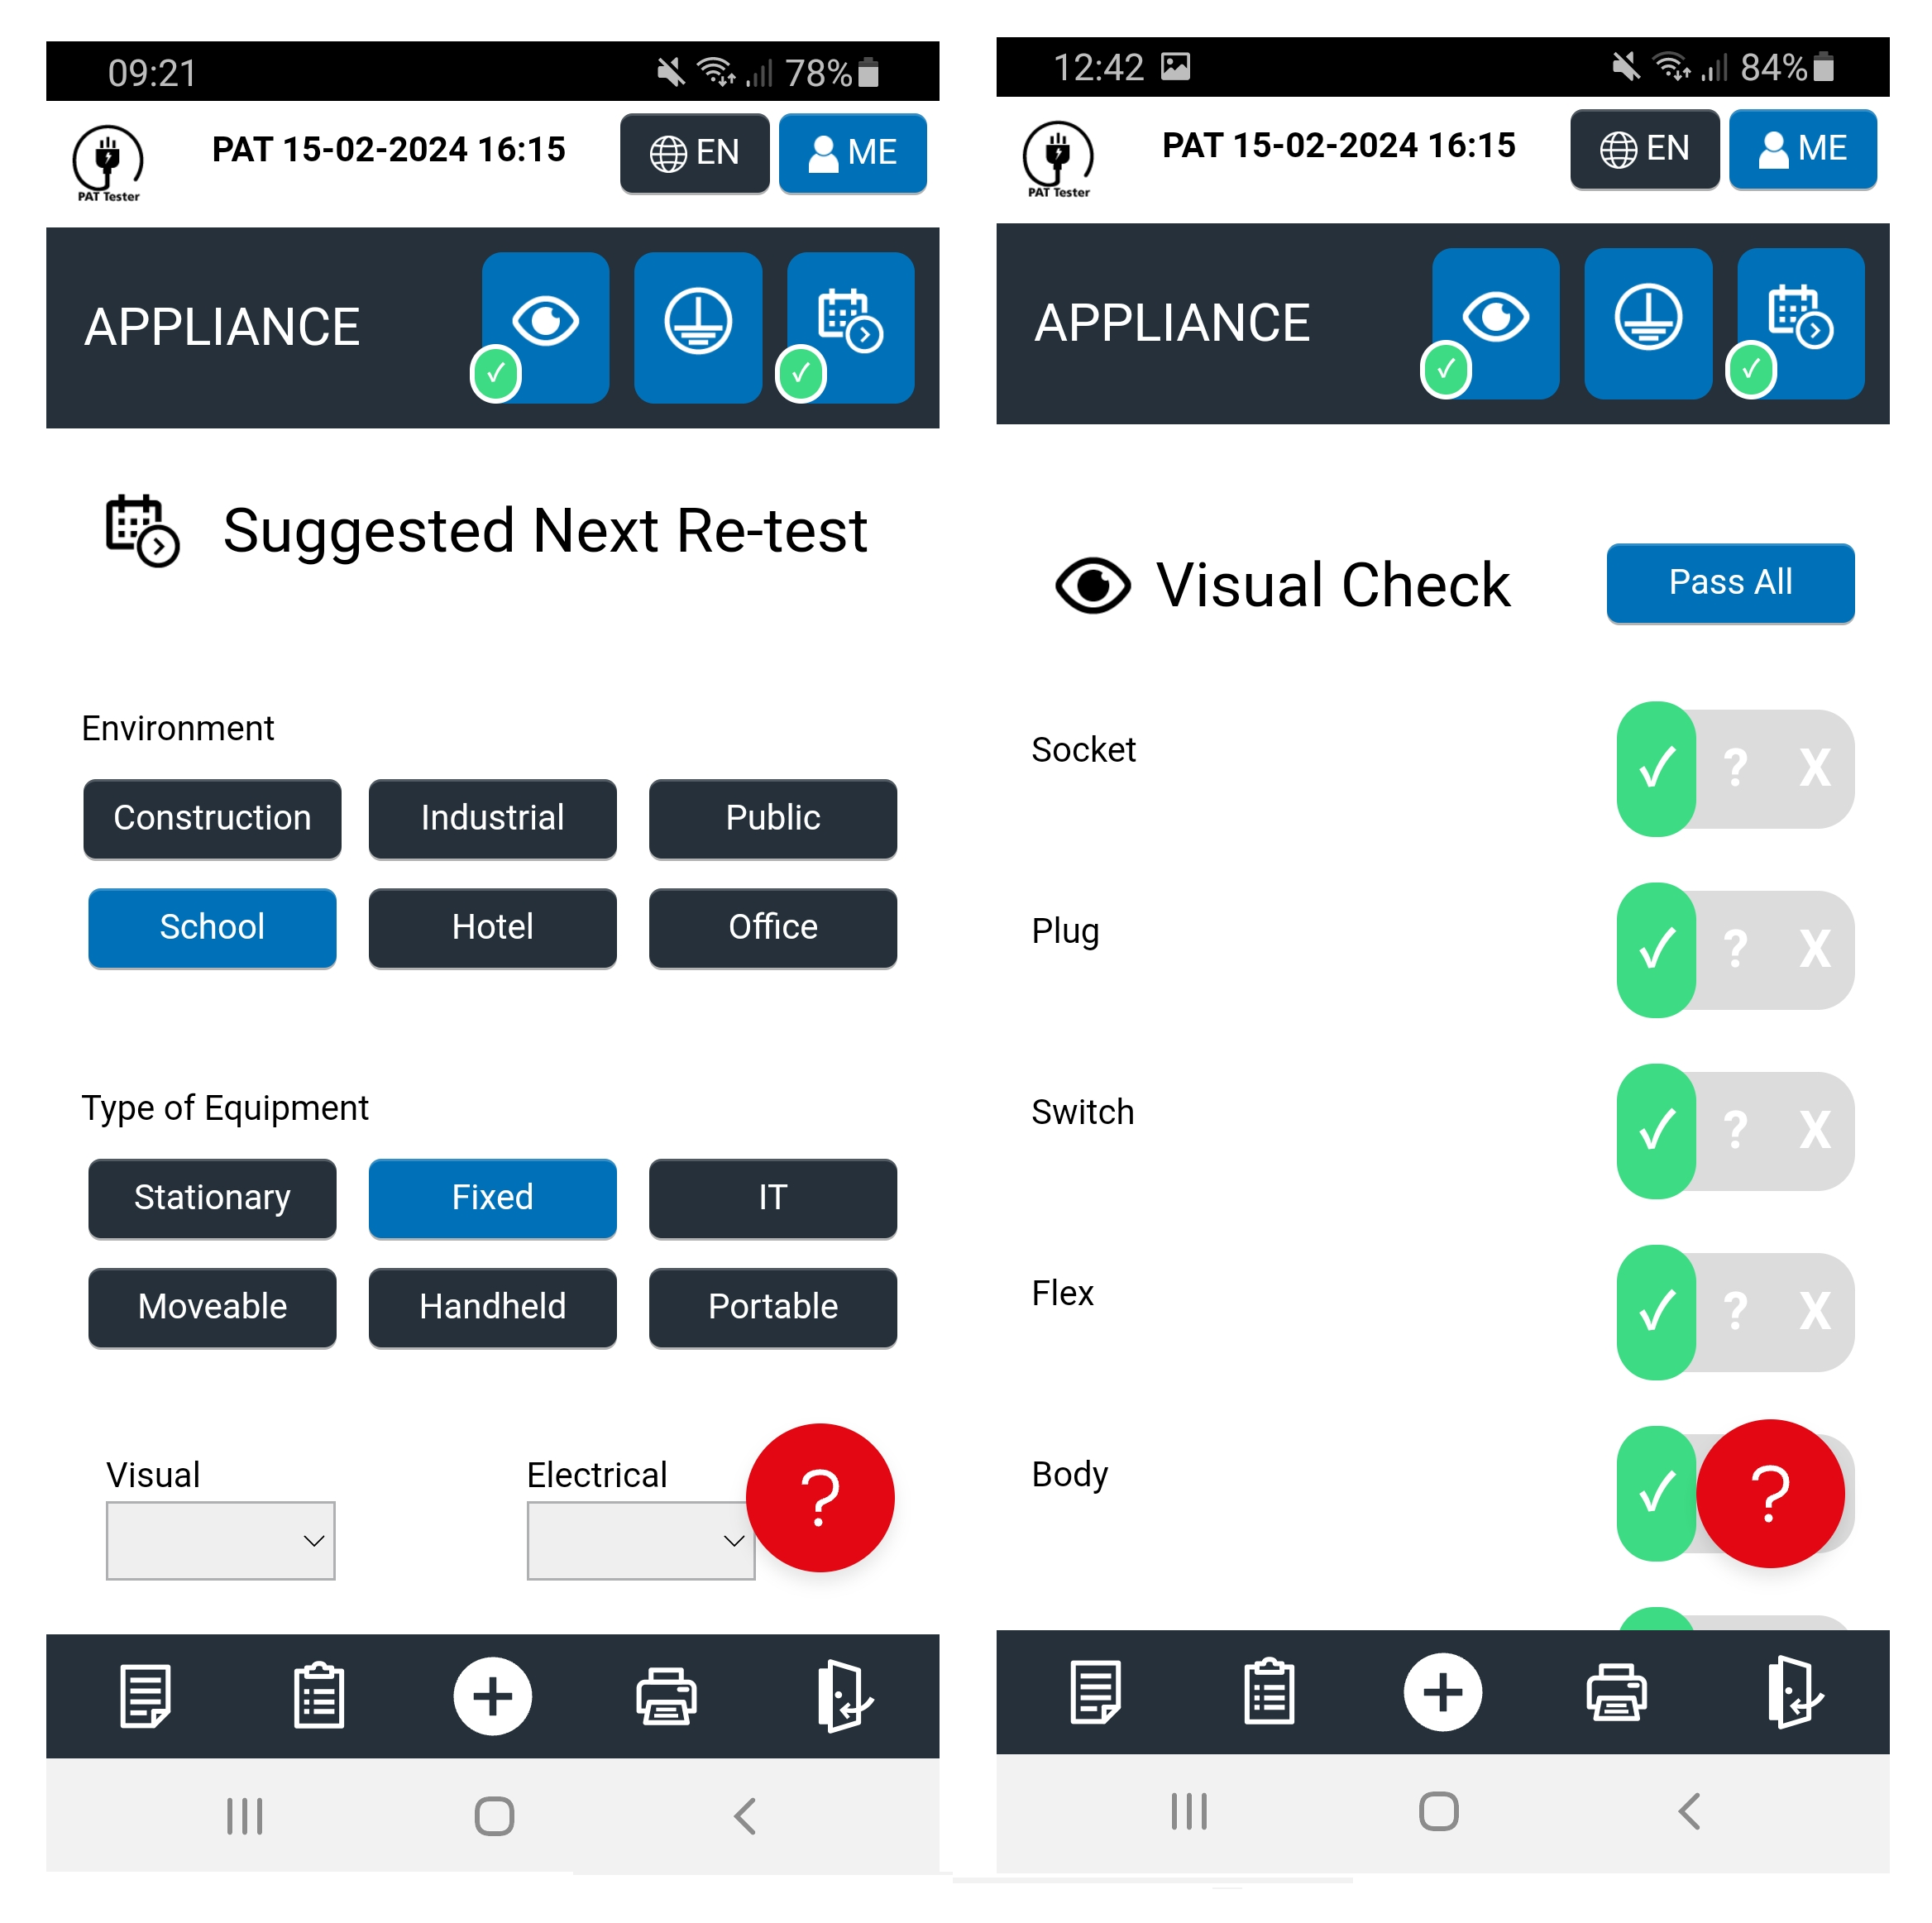 09:21
78%
PAT Tester
PAT 15-02-2024 16:15
EN
ME
APPLIANCE
Suggested Next Re-test
Environment
Construction
Industrial
Public
School
Hotel
Office
Type of Equipment
Stationary
Fixed
IT
Moveable
Handheld
Portable
Visual
Electrical
?
12:42
84%
PAT Tester
PAT 15-02-2024 16:15
EN
ME
APPLIANCE
Visual Check
Pass All
Socket
✓ ? X
Plug
✓ ? X
Switch
✓ ? X
Flex
✓ ? X
Body
✓
?